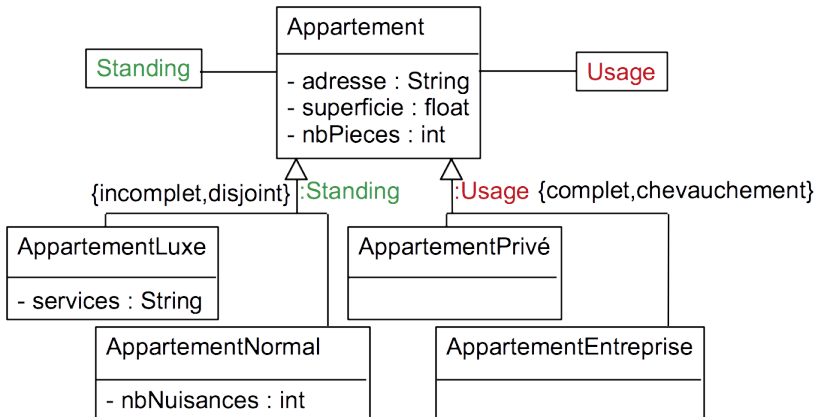 Appartement
Standing
Usage
- adresse : String
- superficie : float
- nbPieces : int
{incomplet,disjoint} :Standing
:Usage {complet,chevauchement}
AppartementLuxe
- services : String
AppartementPrivé
AppartementNormal
- nbNuisances : int
AppartementEntreprise